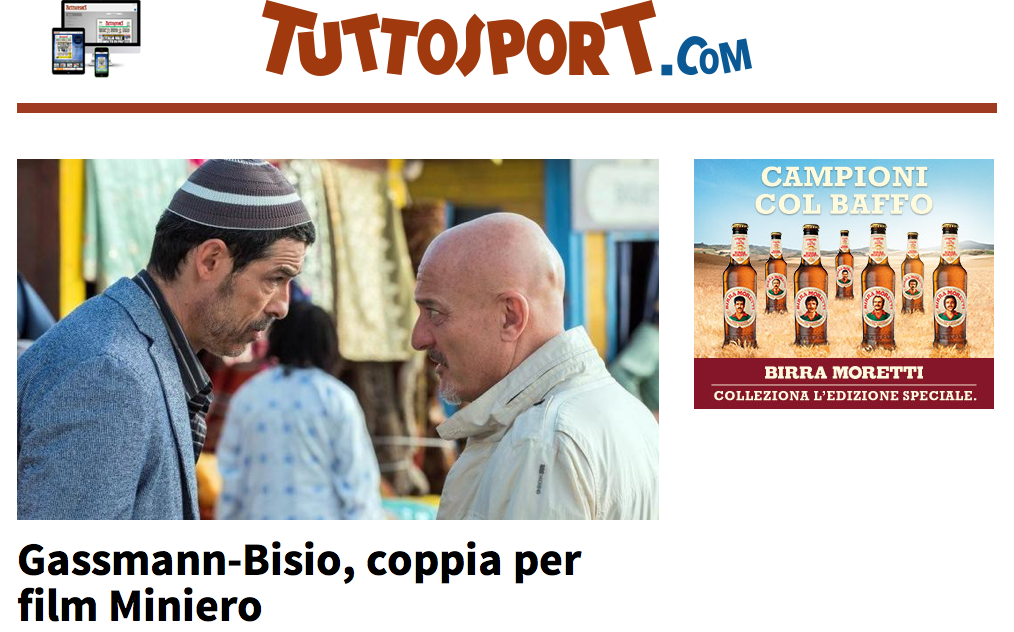 TUTTOSPORT.COM
CAMPIONI
COL BAFFO
BIRRA MORETTI
COLLEZIONA L'EDIZIONE SPECIALE.
Gassmann-Bisio, coppia per
film Miniero